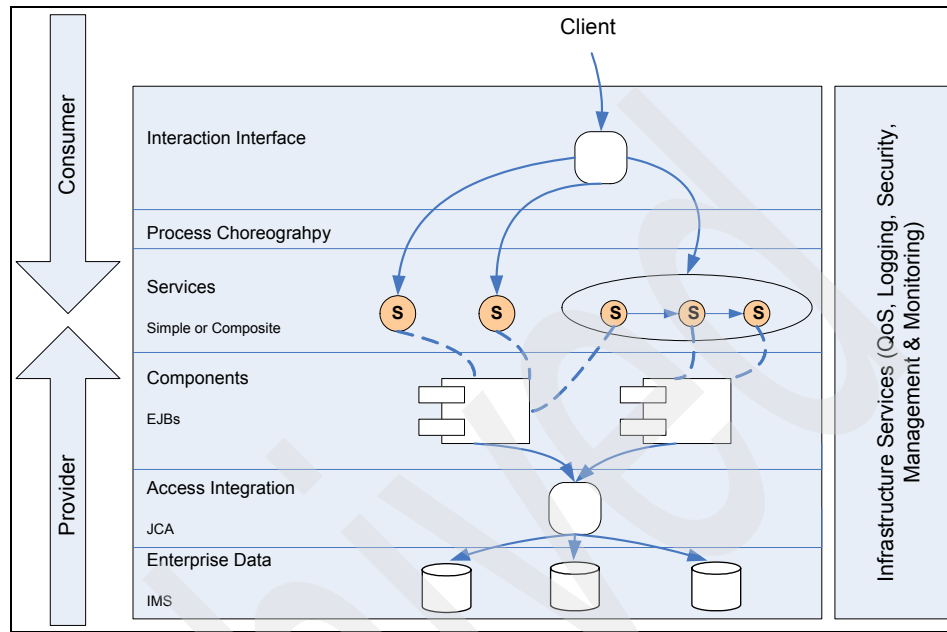 Client
Consumer
Provider
Interaction Interface
Process Choreograhpy
Services
Simple or Composite
S
S
S
S
S
Components
EJBs
Access Integration
JCA
Enterprise Data
IMS
Infrastructure Services (QoS, Logging, Security,
Management & Monitoring)